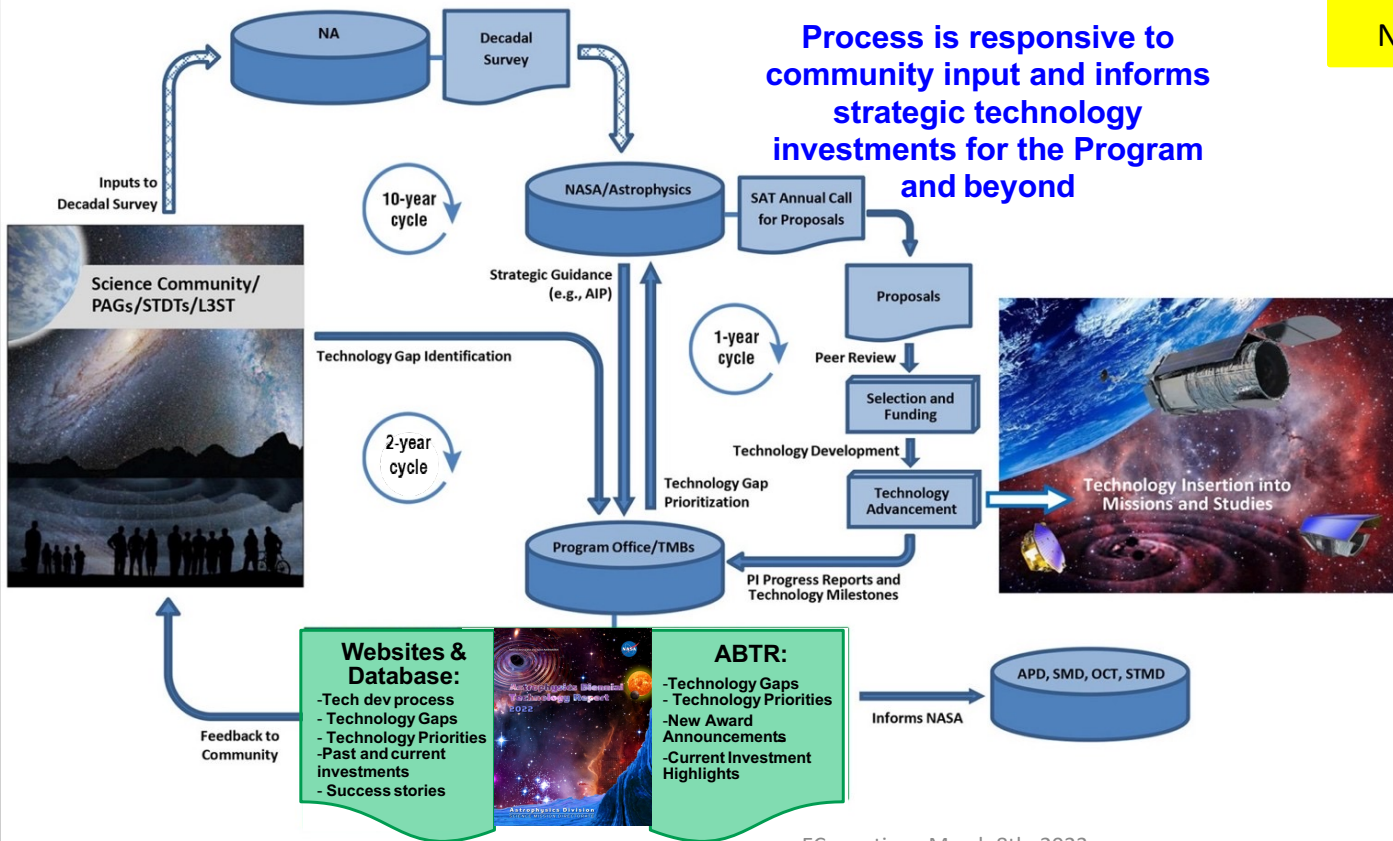 NA
Decadal
Survey
Process is responsive to
community input and informs
strategic technology
investments for the Program
and beyond
N
Inputs to
Decadal Survey
10-year
cycle
NASA/Astrophysics
SAT Annual Call
for Proposals
Science Community/
PAGs/STDTs/L3ST
Strategic Guidance
(e.g., AIP)
Proposals
Technology Gap Identification
1-year
cycle
Peer Review
Selection and
Funding
2-year
cycle
Technology Development
Technology Gap
Prioritization
Technology
Advancement
Technology Insertion into
Missions and Studies
Program Office/TMBs
PI Progress Reports and
Technology Milestones
Websites &
Database:
-Tech dev process
- Technology Gaps
- Technology Priorities
-Past and current
investments
- Success stories
NASA
Astrophysics Biennial
Technology Report
2022
Astrophysics Division
SCIENCE MISSION DIRECTORATE
ABTR:
-Technology Gaps
- Technology Priorities
-New Award
Announcements
-Current Investment
Highlights
Feedback to
Community
Informs NASA
APD, SMD, OCT, STMD